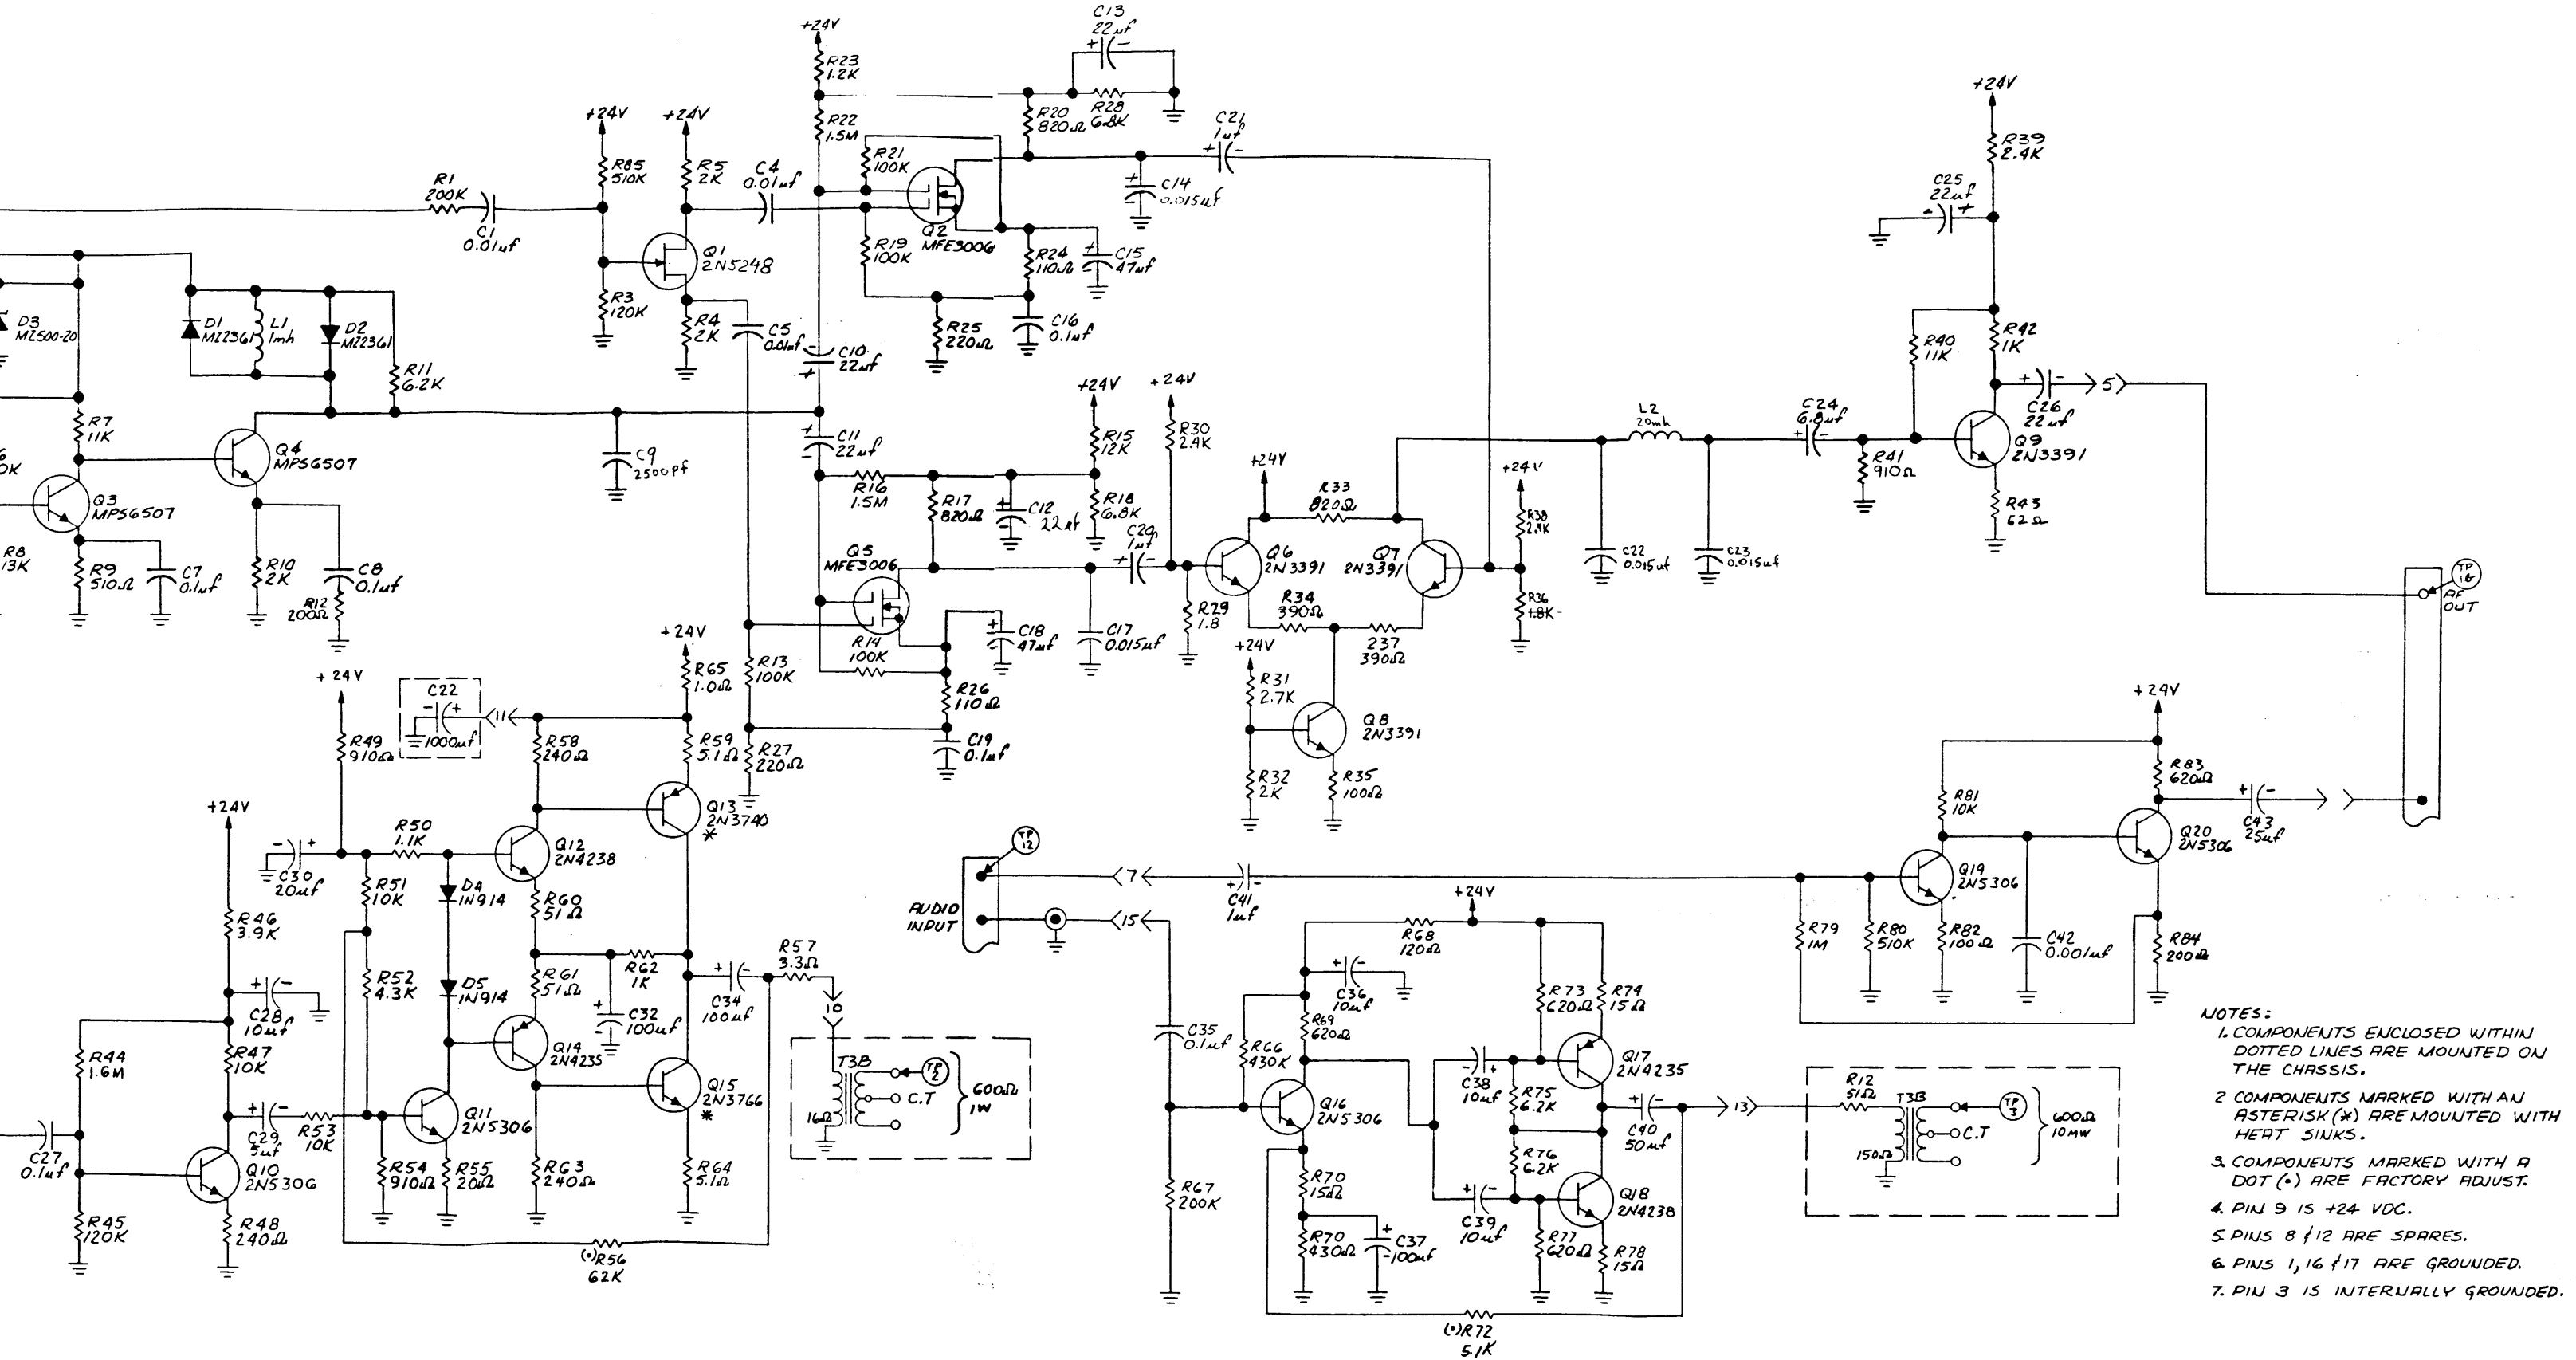 +24V
R23
1.2K
C13
22uf
+ -
R20
820Ω
R28
6.8K
R22
1.5M
C21
1uf
+ -
+24V
+24V
R85
510K
R5
2K
C4
0.01uf
R21
100K
R1
200K
C1
0.01uf
Q2
MFE3006
C14
0.015uf
R19
100K
R24
110Ω
C15
47uf
Q1
2N5248
R3
120K
R4
2K
C5
0.01uf
R25
220Ω
C16
0.1uf
C10
22uf
+24V
R39
2.4K
C25
22uf
R40
11K
R42
1K
C26
22uf
+ -
5
D3
MZ500-20
D1
MZ2361
L1
1mh
D2
MZ2361
R11
6.2K
R7
11K
Q4
MPS6507
Q3
MPS6507
R8
13K
R9
510Ω
C7
0.1uf
R10
2K
C8
0.1uf
R12
200Ω
C9
2500pf
C11
22uf
+24V
R15
12K
+24V
R30
2.4K
R16
1.5M
R17
820Ω
C12
22uf
R18
6.8K
C20
1uf
+ -
+24V
R33
820Ω
+24V
R38
Q5
MFE3006
Q6
2N3391
Q7
2N3391
R34
390Ω
237
390Ω
R36
1.8K
R29
1.8
C18
47uf
C17
0.015uf
R14
100K
R13
100K
R26
110Ω
R27
220Ω
C19
0.1uf
+24V
R31
2.7K
Q8
2N3391
R32
2K
R35
100Ω
L2
20mh
C22
0.015uf
C23
0.015uf
C24
6.8uf
+ -
R41
910Ω
Q9
2N3391
R43
62Ω
TP
18
AF
OUT
+24V
R65
1.0Ω
+24V
C22
- +
1000uf
11
R49
910Ω
R58
240Ω
R59
5.1Ω
Q13
2N3740
*
+24V
C30
20uf
- +
R50
1.1K
Q12
2N4238
R51
10K
D4
1N914
R60
51Ω
R46
3.9K
R52
4.3K
D5
1N914
R61
51Ω
R62
1K
C32
100uf
C34
100uf
+ -
R57
3.3Ω
10
C28
10uf
+ -
R44
1.6M
R47
10K
Q14
2N4235
Q15
2N3766
*
T3B
16Ω
TP
2
C.T
600Ω
1W
C27
0.1uf
C29
5uf
+ -
R53
10K
Q11
2N5306
Q10
2N5306
R54
910Ω
R55
20Ω
R63
240Ω
R64
5.1Ω
R45
120K
R48
240Ω
(•)R56
62K
TP
12
AUDIO
INPUT
7
15
C41
1uf
+ -
+24V
R68
120Ω
C36
10uf
+ -
R73
620Ω
R74
15Ω
C35
0.1uf
R66
430K
R69
620Ω
C38
10uf
- +
Q17
2N4235
R75
6.2K
Q16
2N5306
C40
50uf
+ -
13
R76
6.2K
R67
200K
R70
15Ω
C39
10uf
+ -
Q18
2N4238
R70
430Ω
C37
100uf
R77
620Ω
R78
15Ω
(•)R72
5.1K
R12
51Ω
T3B
150Ω
TP
3
C.T
600Ω
10MW
+24V
R81
10K
R83
620Ω
C43
25uf
+ -
Q20
2N5306
Q19
2N5306
R79
1M
R80
510K
R82
100Ω
C42
0.001uf
R84
200Ω
NOTES:
1. COMPONENTS ENCLOSED WITHIN
DOTTED LINES ARE MOUNTED ON
THE CHASSIS.
2 COMPONENTS MARKED WITH AN
ASTERISK(*) ARE MOUNTED WITH
HEAT SINKS.
3. COMPONENTS MARKED WITH A
DOT (•) ARE FACTORY ADJUST.
4. PIN 9 IS +24 VDC.
5. PINS 8 & 12 ARE SPARES.
6. PINS 1, 16 & 17 ARE GROUNDED.
7. PIN 3 IS INTERNALLY GROUNDED.